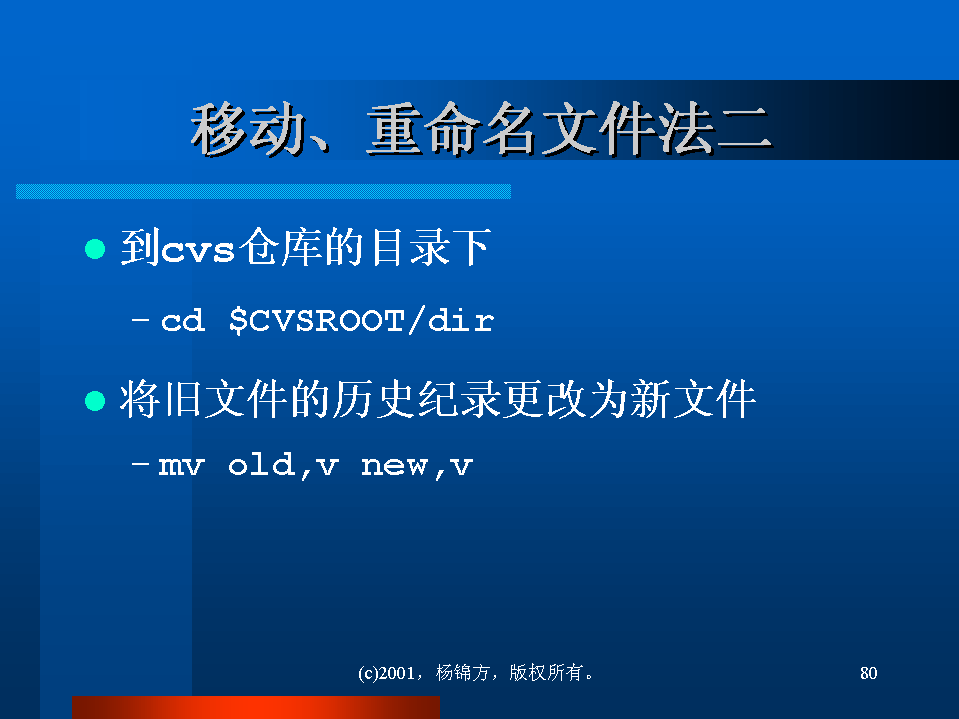 移动、重命名文件法二
到cvs仓库的目录下
–cd $CVSROOT/dir
将旧文件的历史纪录更改为新文件
–mv old,v new,v
(c)2001，杨锦方，版权所有。
80